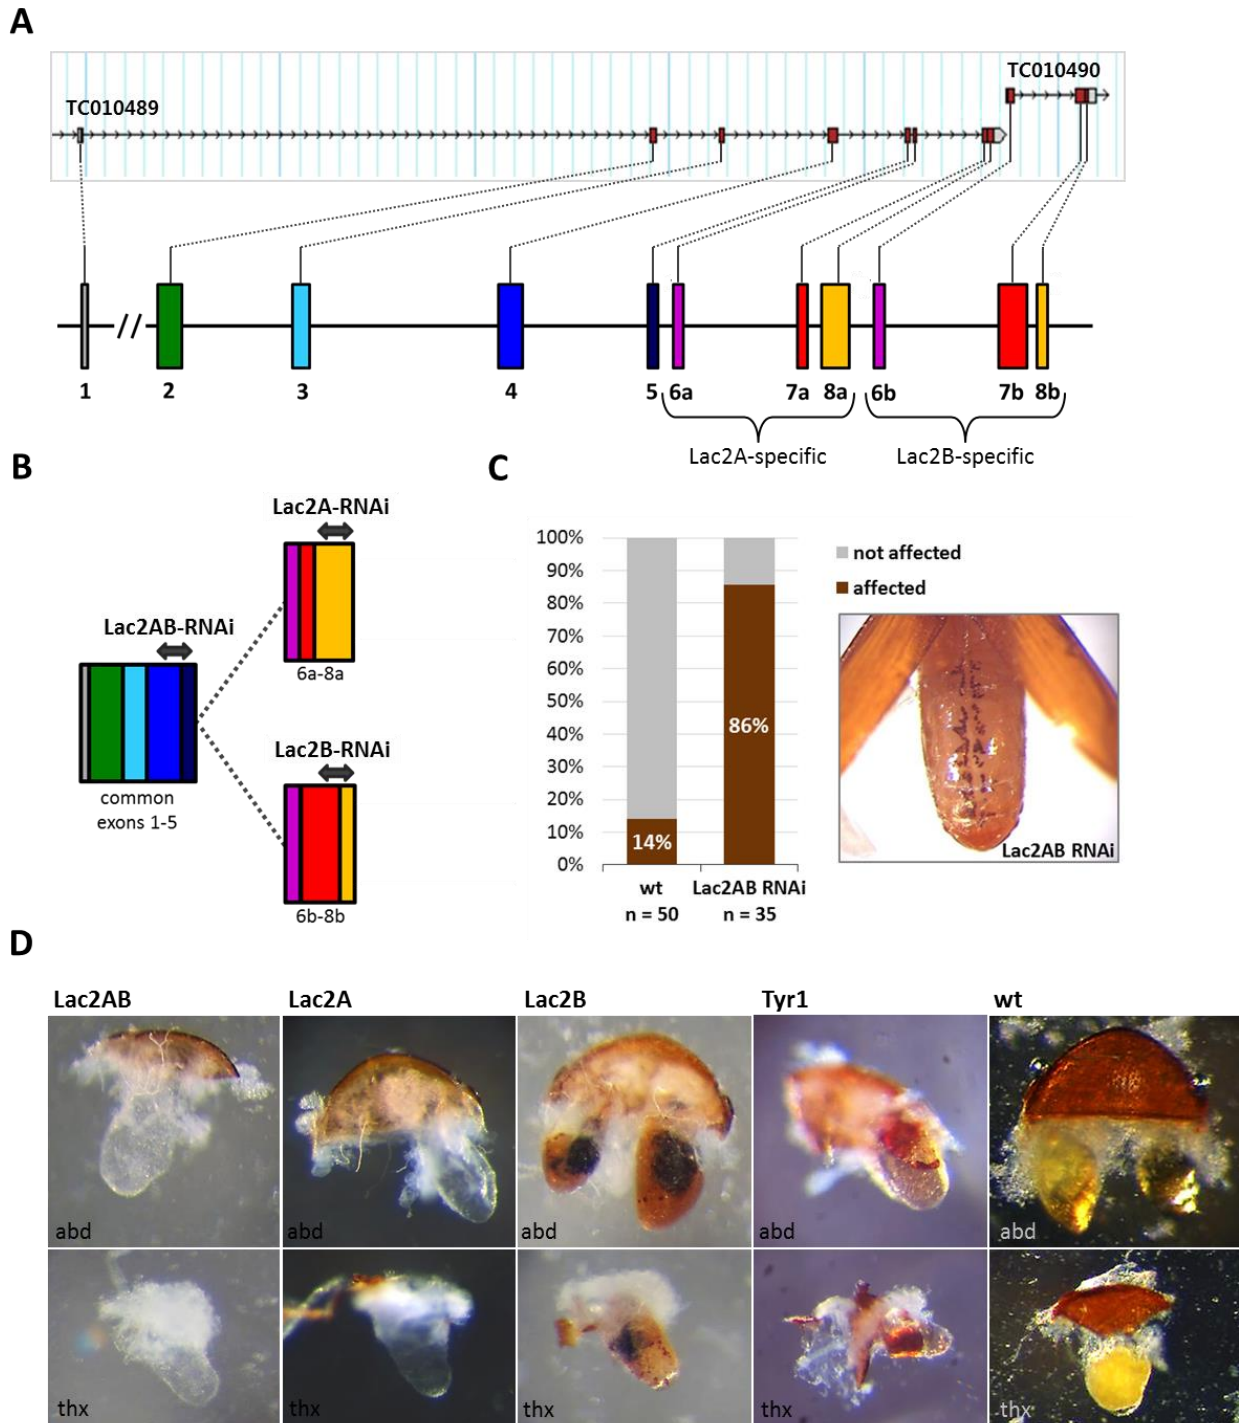 A
TC010489
TC010490
1 // 2 3 4 5 6a 7a 8a 6b 7b 8b
Lac2A-specific
Lac2B-specific
B
Lac2A-RNAi
6a-8a
Lac2AB-RNAi
common
exons 1-5
Lac2B-RNAi
6b-8b
C
100%
90%
80%
70%
60%
50%
40%
30%
20%
10%
0%
14%
86%
wt
n = 50
Lac2AB RNAi
n = 35
not affected
affected
Lac2AB RNAi
D
Lac2AB Lac2A Lac2B Tyr1 wt
abd abd abd abd abd
thx thx thx thx thx